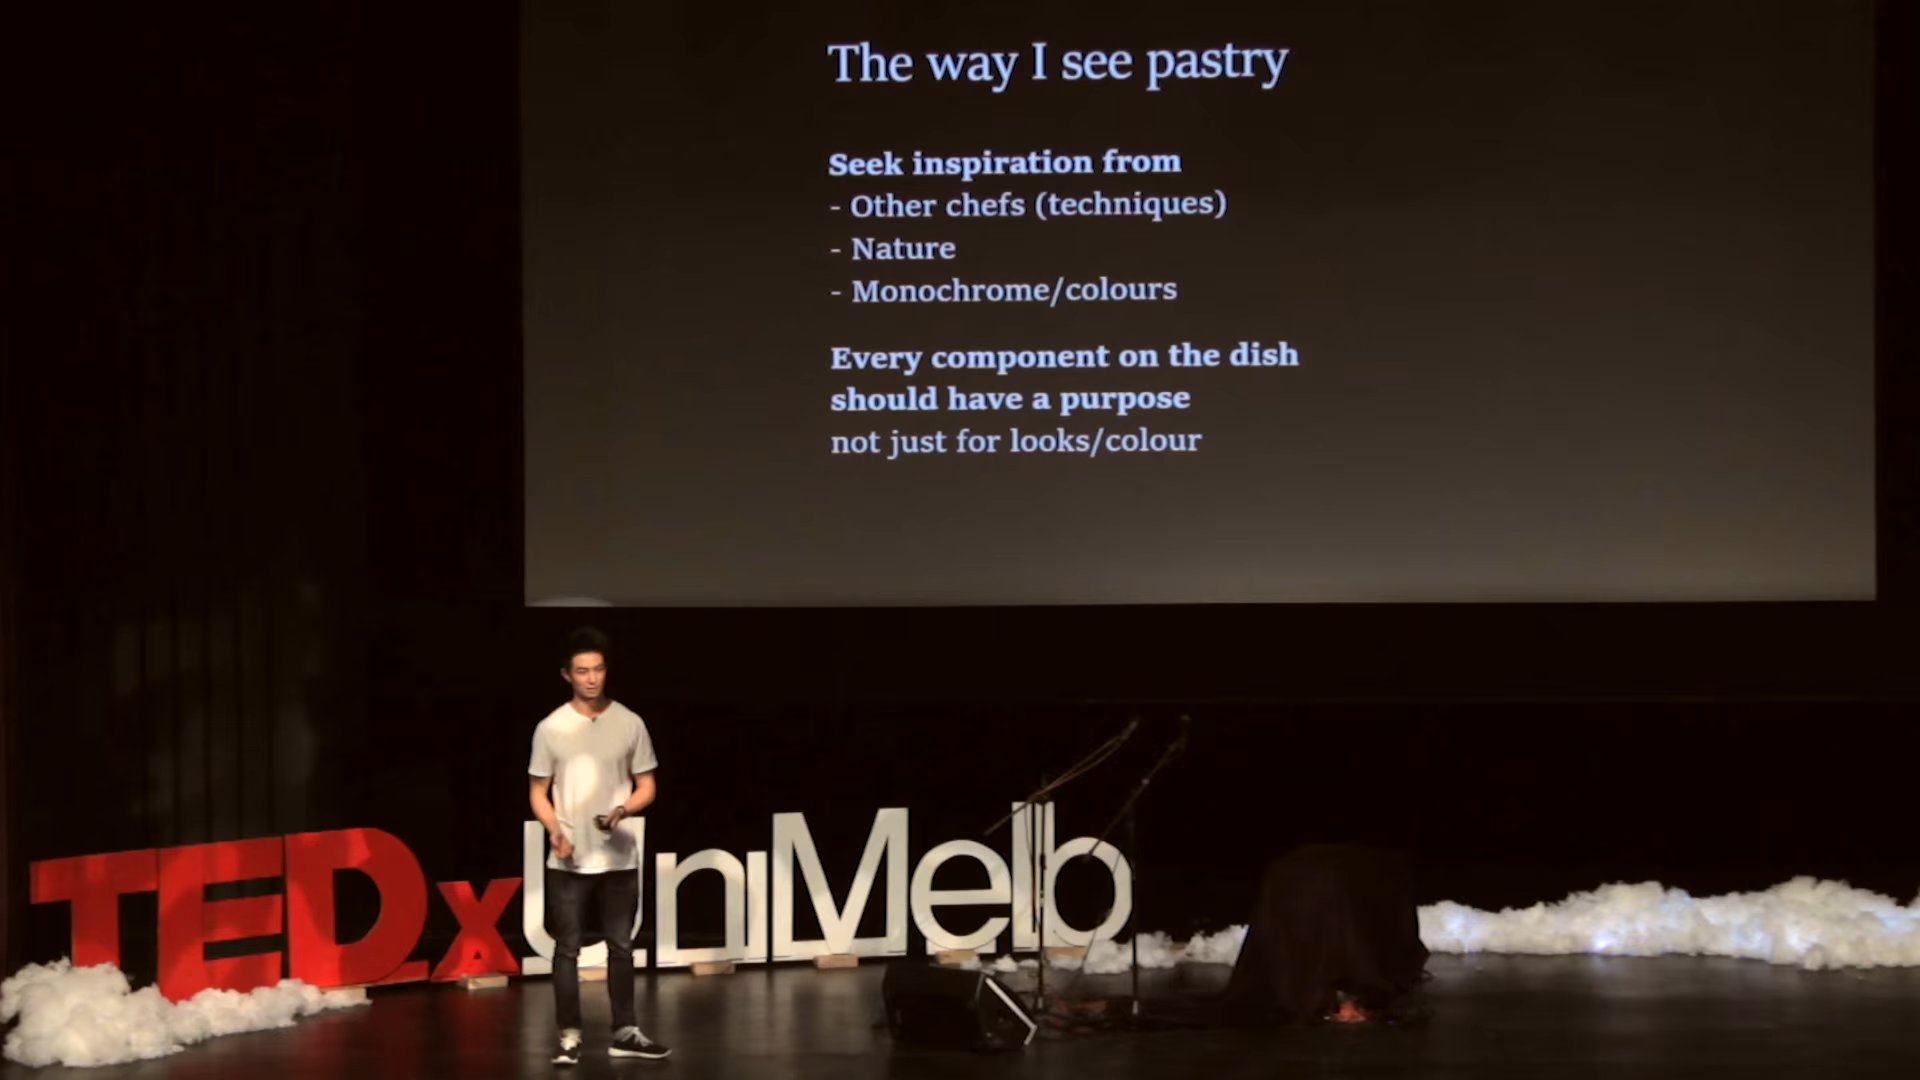 The way I see pastry
Seek inspiration from
- Other chefs (techniques)
- Nature
- Monochrome/colours
Every component on the dish
should have a purpose
not just for looks/colour
TEDxUniMelb